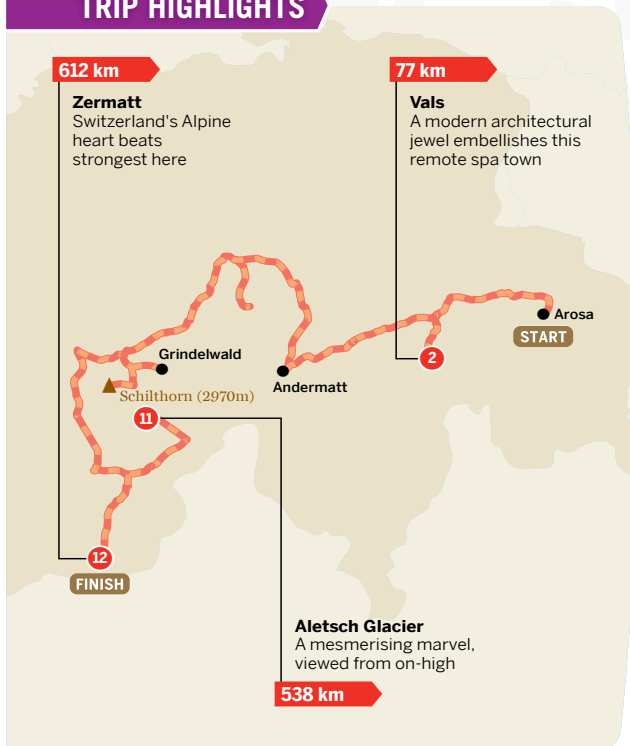 TRIP HIGHLIGHTS
612 km
Zermatt
Switzerland's Alpine
heart beats
strongest here
77 km
Vals
A modern architectural
jewel embellishes this
remote spa town
Arosa
START
2
Grindelwald
Andermatt
Schilthorn (2970m)
11
12
FINISH
Aletsch Glacier
A mesmerising marvel,
viewed from on-high
538 km